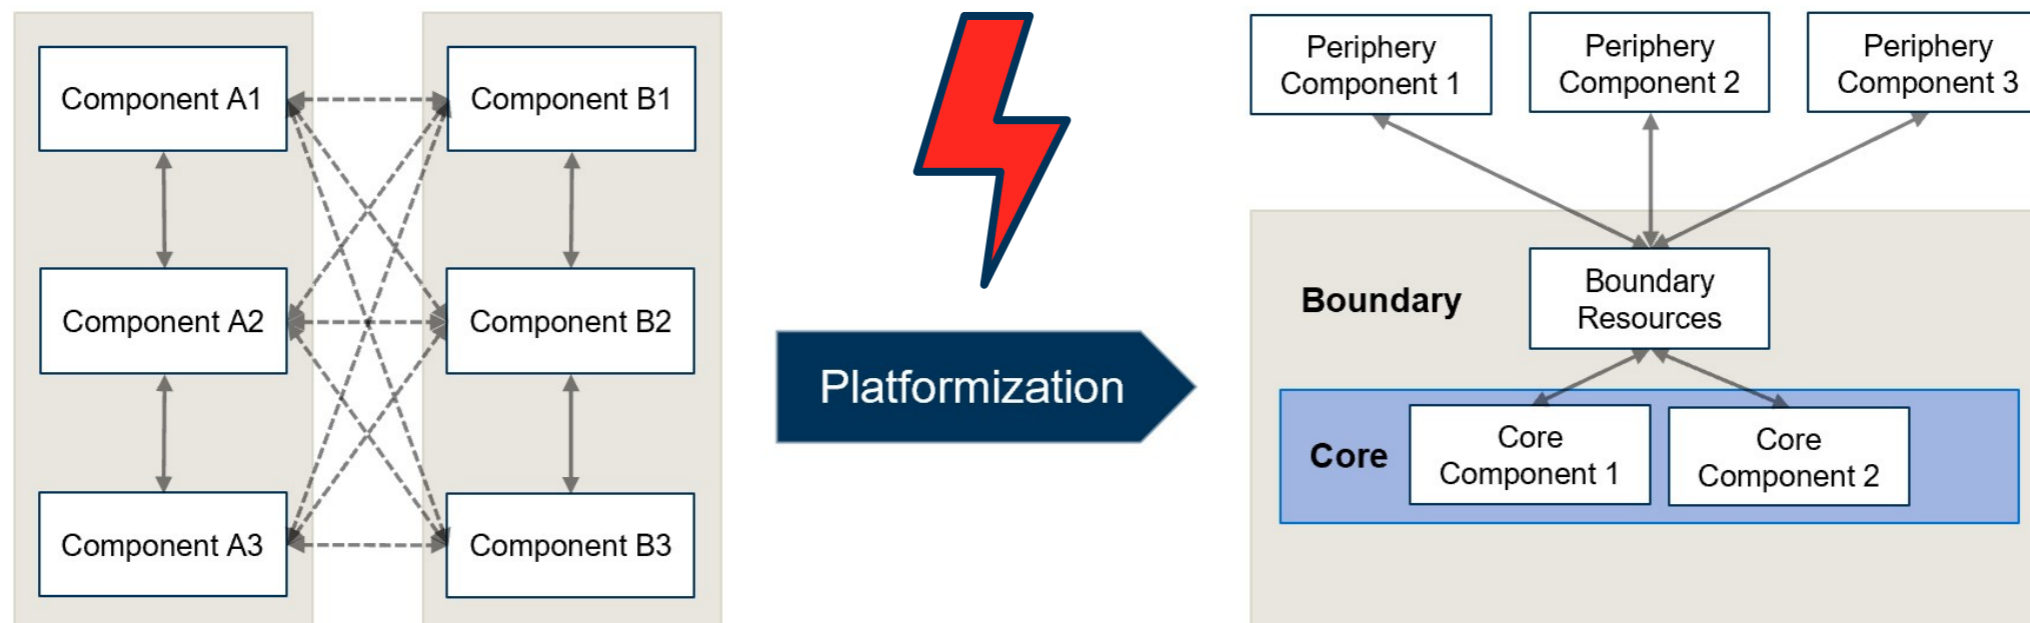 Component A1
Component A2
Component A3
Component B1
Component B2
Component B3
Platformization
Periphery
Component 1
Periphery
Component 2
Periphery
Component 3
Boundary
Boundary
Resources
Core
Core
Component 1
Core
Component 2